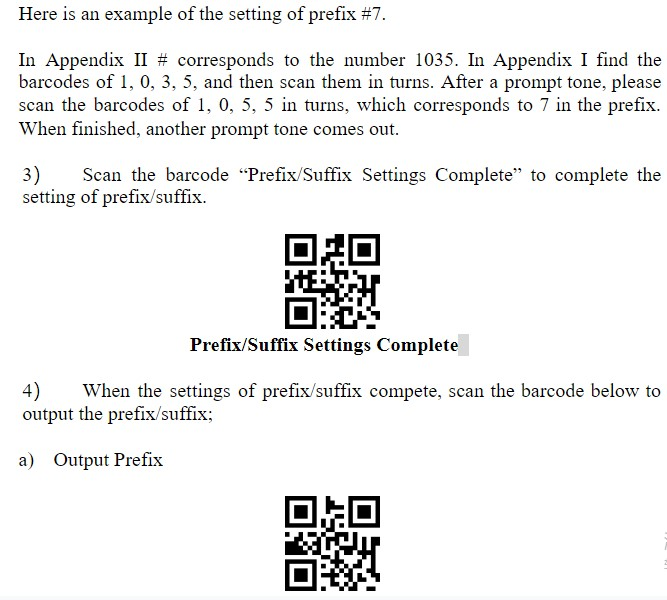 Here is an example of the setting of prefix #7.
In Appendix II # corresponds to the number 1035. In Appendix I find the
barcodes of 1, 0, 3, 5, and then scan them in turns. After a prompt tone, please
scan the barcodes of 1, 0, 5, 5 in turns, which corresponds to 7 in the prefix.
When finished, another prompt tone comes out.
3) Scan the barcode “Prefix/Suffix Settings Complete” to complete the
setting of prefix/suffix.
Prefix/Suffix Settings Complete
4) When the settings of prefix/suffix compete, scan the barcode below to
output the prefix/suffix;
a) Output Prefix